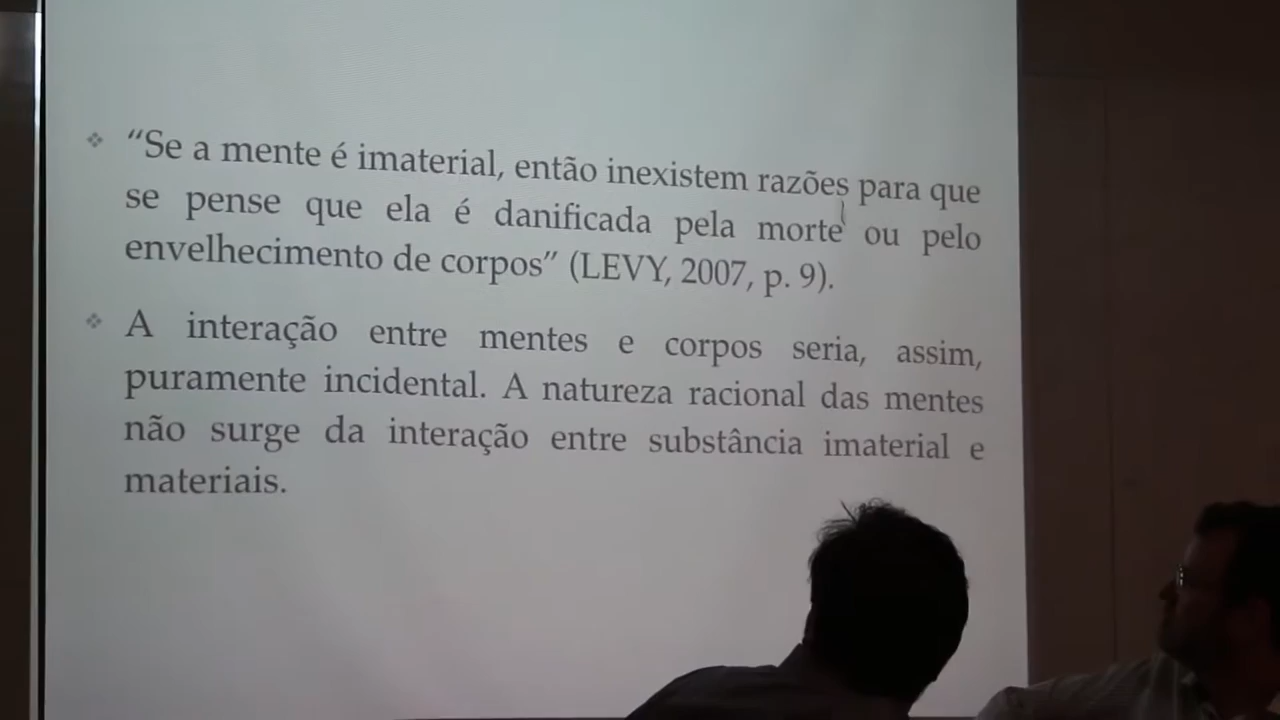 “Se a mente é imaterial, então inexistem razões para que
se pense que ela é danificada pela morte ou pelo
envelhecimento de corpos” (LEVY, 2007, p. 9).
A interação entre mentes e corpos seria, assim,
puramente incidental. A natureza racional das mentes
não surge da interação entre substância imaterial e
materiais.